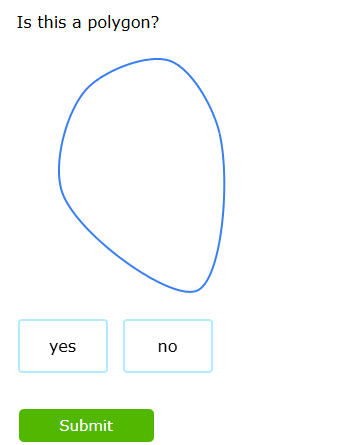 Is this a polygon?
yes
no
Submit